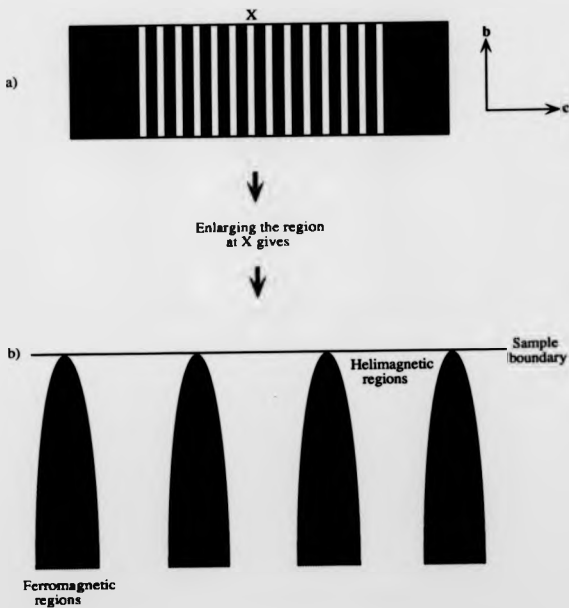 X
a)
b
c
Enlarging the region
at X gives
b)
Sample
boundary
Helimagnetic
regions
Ferromagnetic
regions